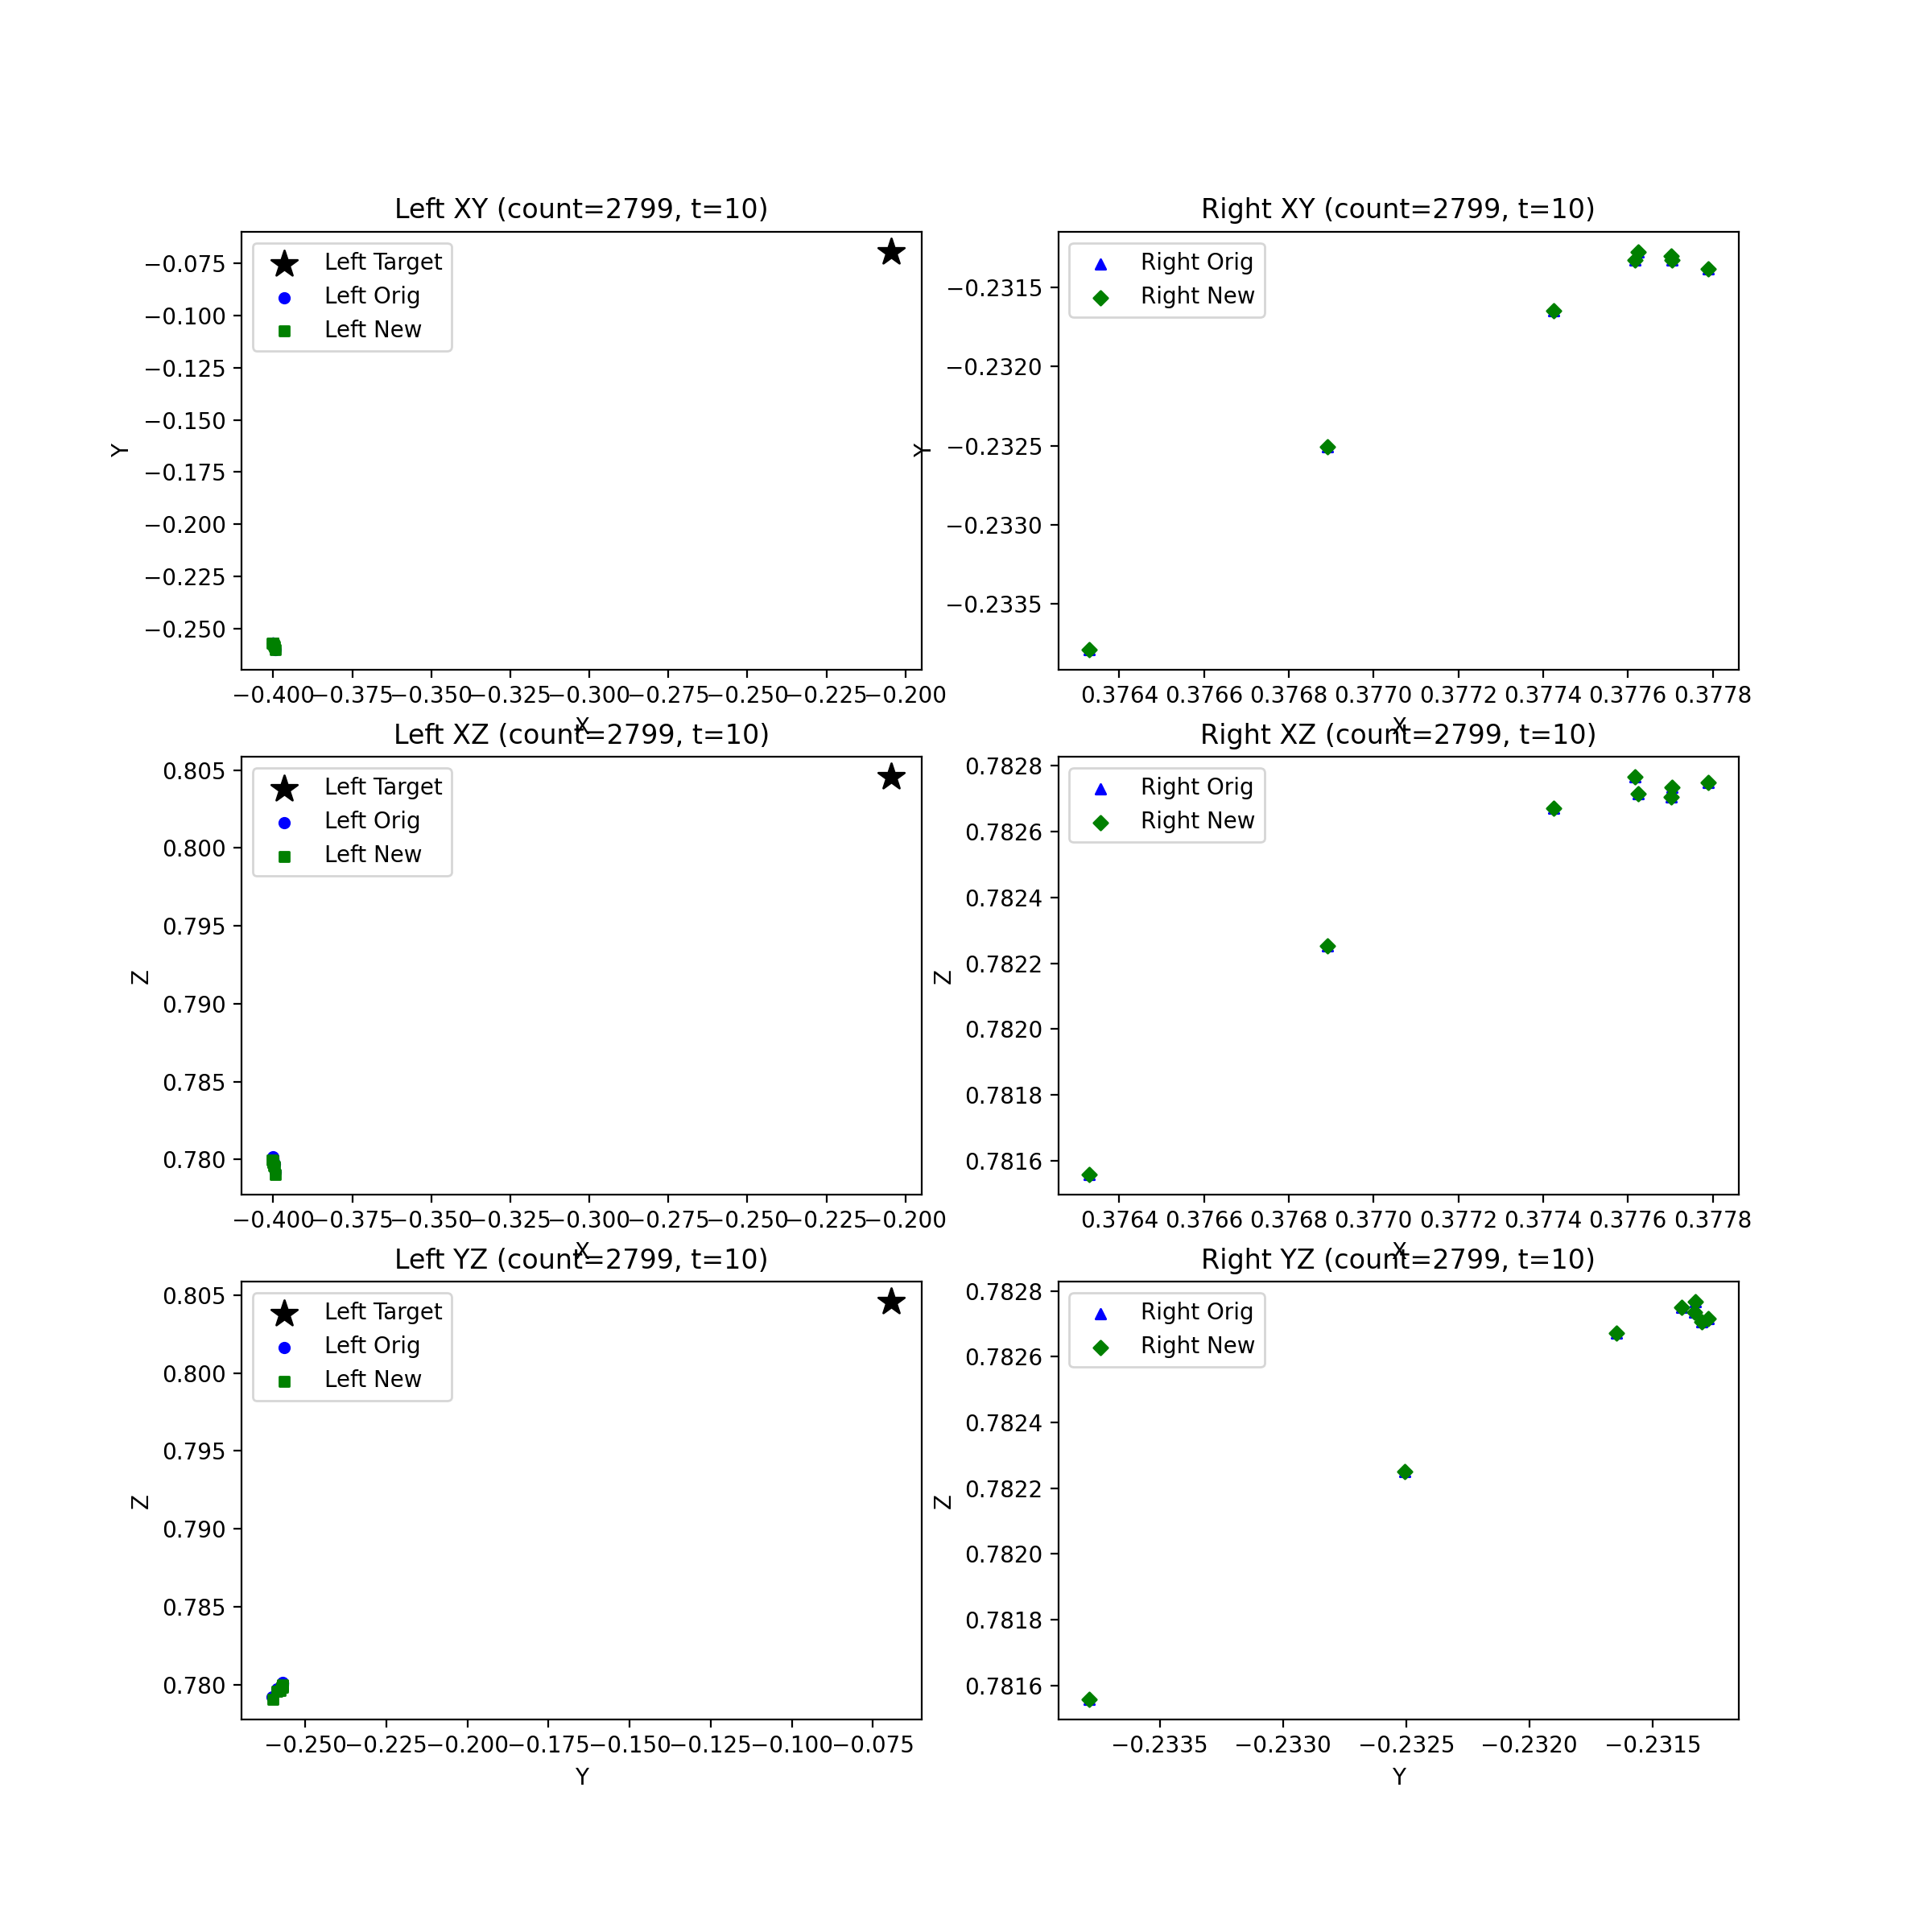 Left XY (count=2799, t=10)
Left Target
Left Orig
Left New
−0.075
−0.100
−0.125
−0.150
−0.175
−0.200
−0.225
−0.250
Y
−0.400 −0.375 −0.350 −0.325 −0.300 −0.275 −0.250 −0.225 −0.200
X
Right XY (count=2799, t=10)
Right Orig
Right New
−0.2315
−0.2320
−0.2325
−0.2330
−0.2335
Y
0.3764 0.3766 0.3768 0.3770 0.3772 0.3774 0.3776 0.3778
X
Left XZ (count=2799, t=10)
Left Target
Left Orig
Left New
0.805
0.800
0.795
0.790
0.785
0.780
Z
−0.400 −0.375 −0.350 −0.325 −0.300 −0.275 −0.250 −0.225 −0.200
X
Right XZ (count=2799, t=10)
Right Orig
Right New
0.7828
0.7826
0.7824
0.7822
0.7820
0.7818
0.7816
Z
0.3764 0.3766 0.3768 0.3770 0.3772 0.3774 0.3776 0.3778
X
Left YZ (count=2799, t=10)
Left Target
Left Orig
Left New
0.805
0.800
0.795
0.790
0.785
0.780
Z
−0.250 −0.225 −0.200 −0.175 −0.150 −0.125 −0.100 −0.075
Y
Right YZ (count=2799, t=10)
Right Orig
Right New
0.7828
0.7826
0.7824
0.7822
0.7820
0.7818
0.7816
Z
−0.2335 −0.2330 −0.2325 −0.2320 −0.2315
Y